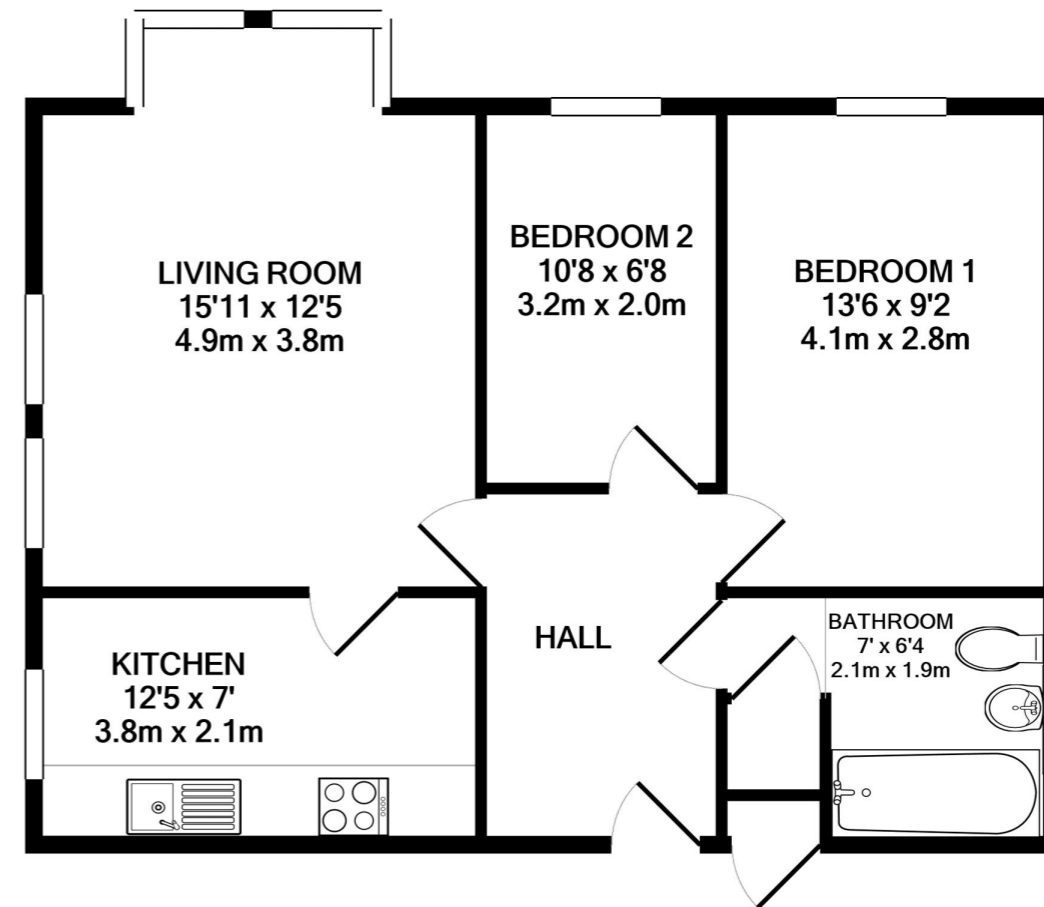 LIVING ROOM
15'11 x 12'5
4.9m x 3.8m
BEDROOM 2
10'8 x 6'8
3.2m x 2.0m
BEDROOM 1
13'6 x 9'2
4.1m x 2.8m
KITCHEN
12'5 x 7'
3.8m x 2.1m
HALL
BATHROOM
7' x 6'4
2.1m x 1.9m